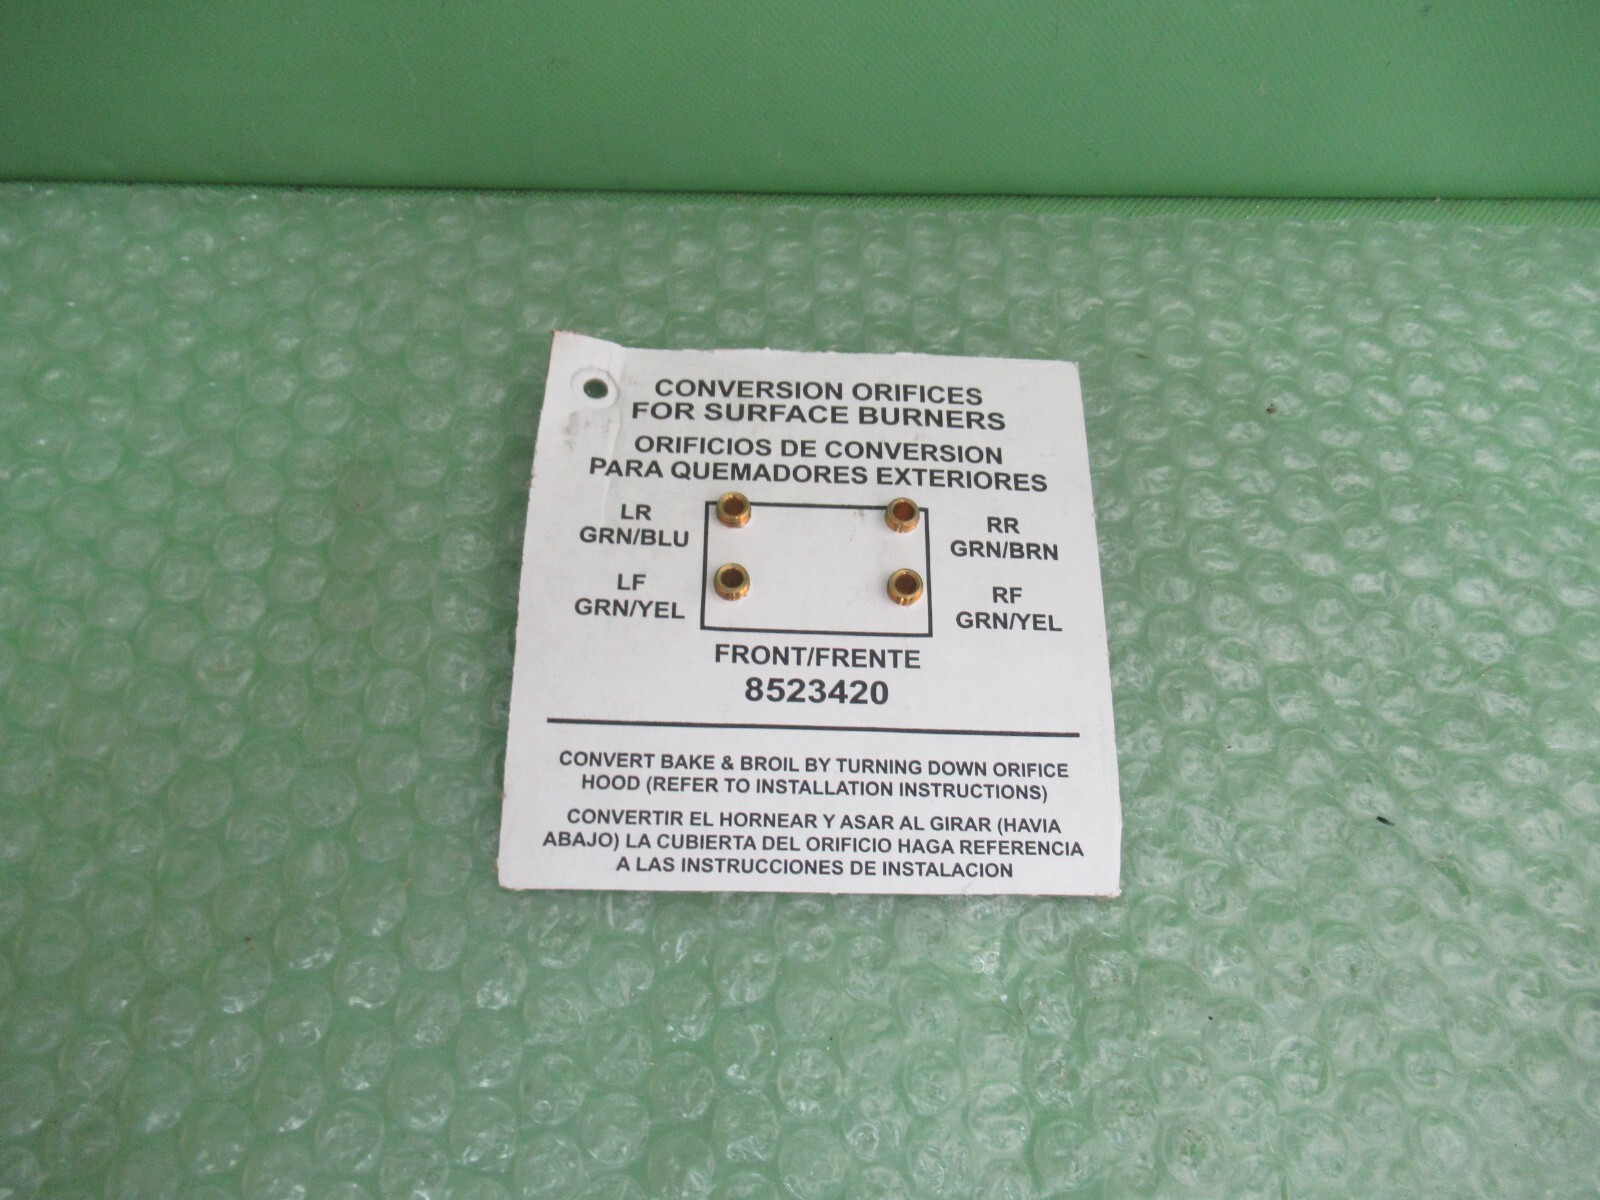 CONVERSION ORIFICES
FOR SURFACE BURNERS
ORIFICIOS DE CONVERSION
PARA QUEMADORES EXTERIORES
LR
GRN/BLU
RR
GRN/BRN
LF
GRN/YEL
RF
GRN/YEL
FRONT/FRENTE
8523420
CONVERT BAKE & BROIL BY TURNING DOWN ORIFICE
HOOD (REFER TO INSTALLATION INSTRUCTIONS)
CONVERTIR EL HORNEAR Y ASAR AL GIRAR (HAVIA
ABAJO) LA CUBIERTA DEL ORIFICIO HAGA REFERENCIA
A LAS INSTRUCCIONES DE INSTALACION